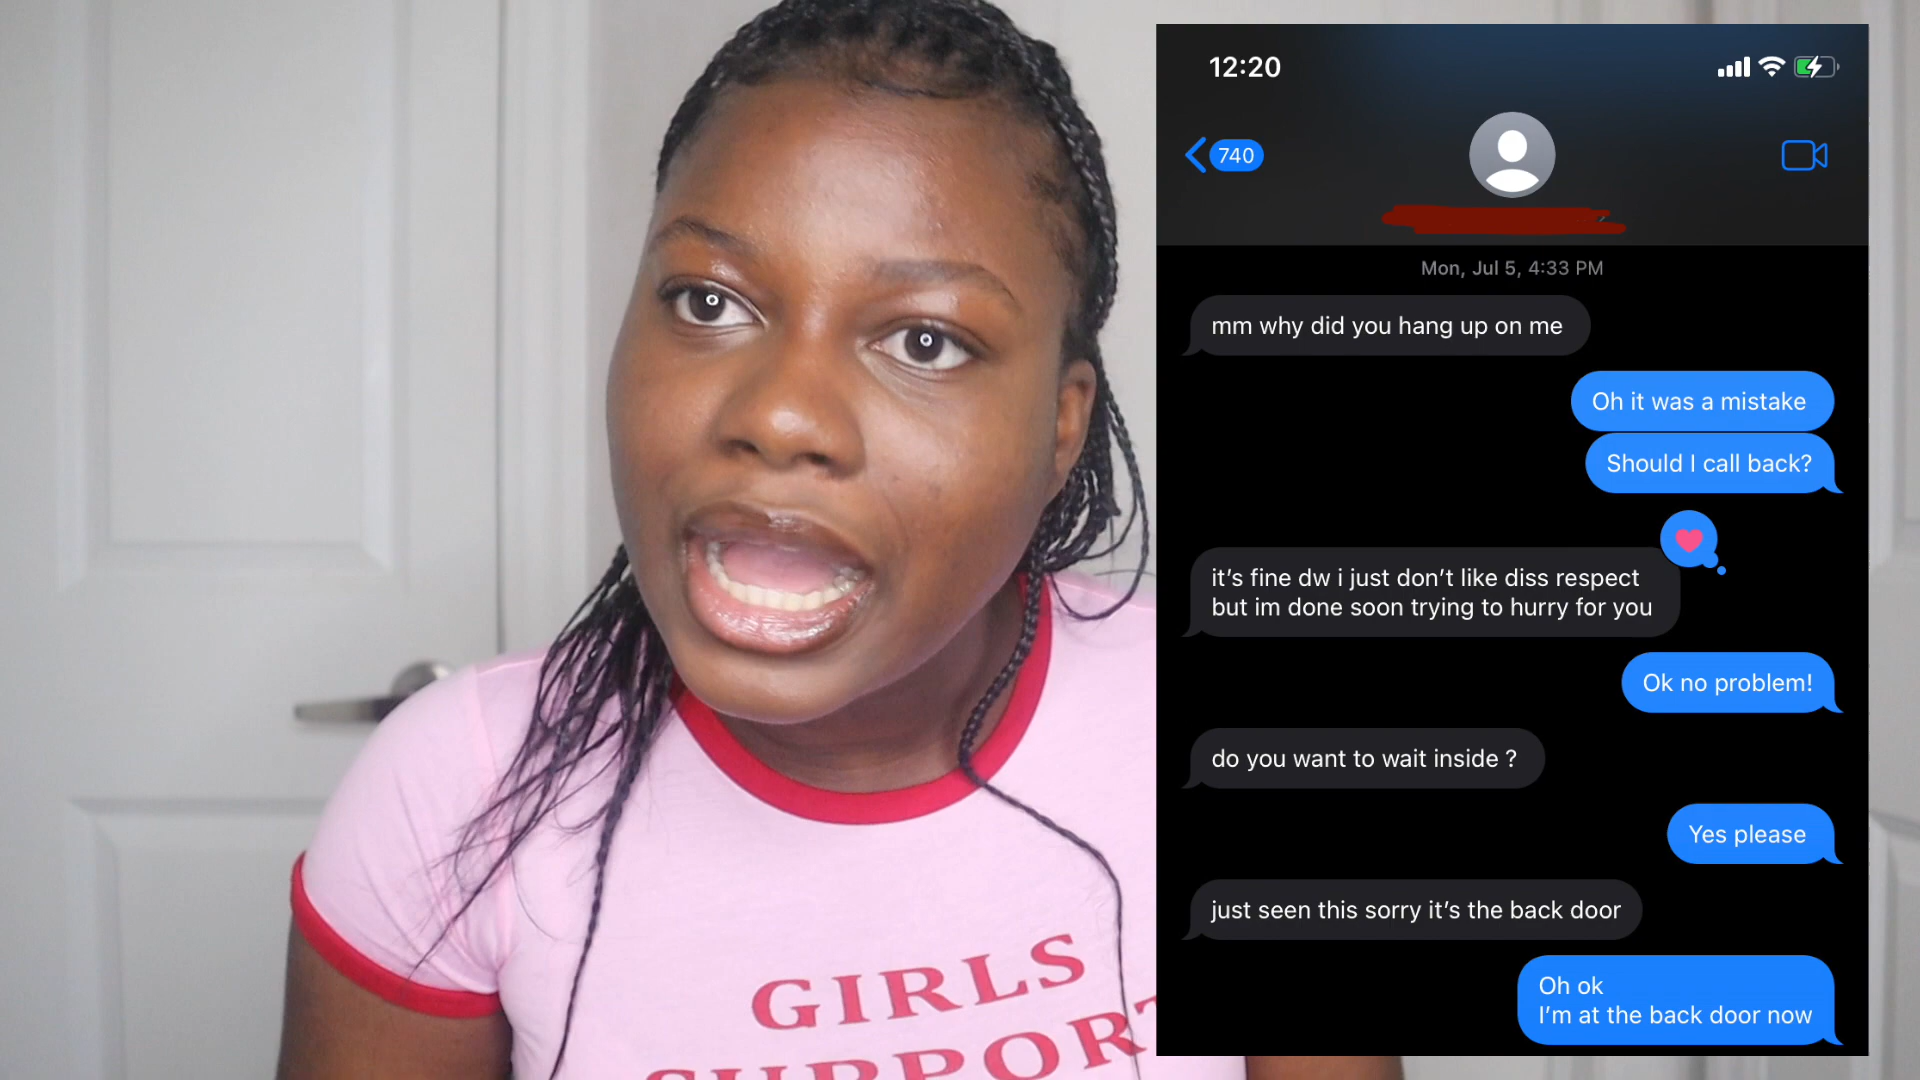 12:20
740
Mon, Jul 5, 4:33 PM
mm why did you hang up on me
Oh it was a mistake
Should I call back?
it's fine dw i just don't like diss respect
but im done soon trying to hurry for you
Ok no problem!
do you want to wait inside ?
Yes please
just seen this sorry it's the back door
Oh ok
I'm at the back door now
GIRLS
SUPPORT